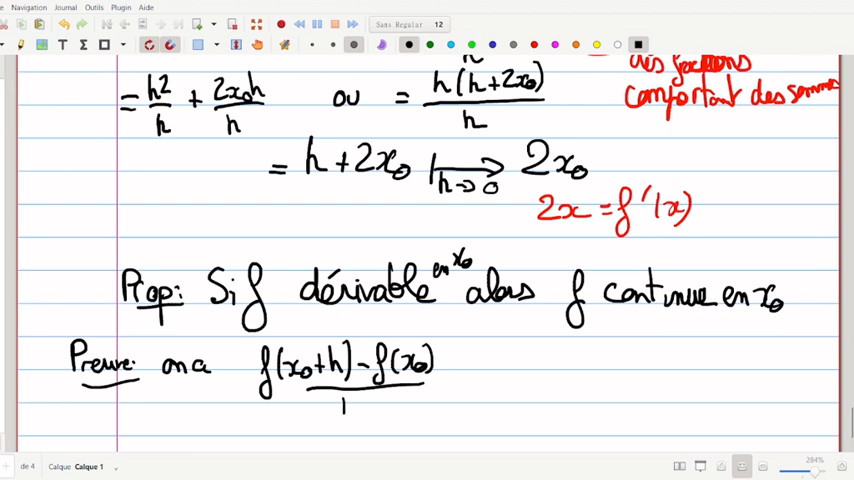 Navigation Journal Outils Plugin Aide
Sans Regular 12
h
des fractions
= h²/h + 2x₀h/h ou = h(h+2x₀)/h
comportant des sommes
= h + 2x₀ ⟼ 2x₀
h→0
2x = f'(x)
Prop: Si f dérivable en x₀ alors f continue en x₀
Preuve: on a f(x₀+h) - f(x₀)
de 4 Calque Calque 1 284%